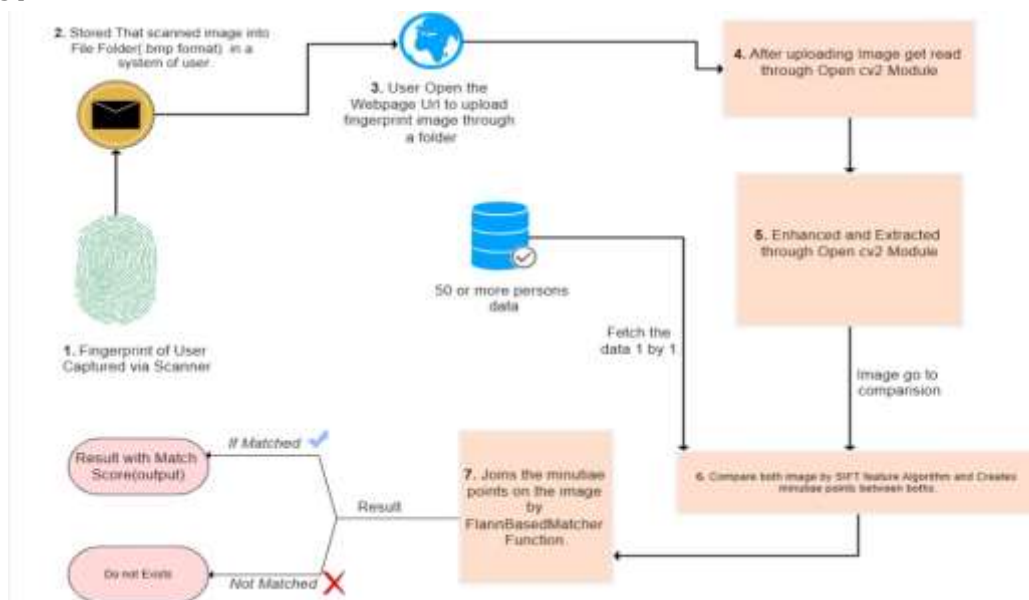 2. Stored That scanned image into
File Folder(.bmp format) in a
system of user.
3. User Open the
Webpage Url to upload
fingerprint image through
a folder
4. After uploading Image get read
through Open cv2 Module
5. Enhanced and Extracted
through Open cv2 Module
50 or more persons
data
Fetch the
data 1 by 1
1. Fingerprint of User
Captured via Scanner
Image go to
comparision
If Matched
Result with Match
Score(output)
7. Joins the minutiae
points on the image
by
FlannBasedMatcher
Function.
6. Compare both image by SIFT feature Algorithm and Creates
minutiae points between boths.
Result
Do not Exists
Not Matched